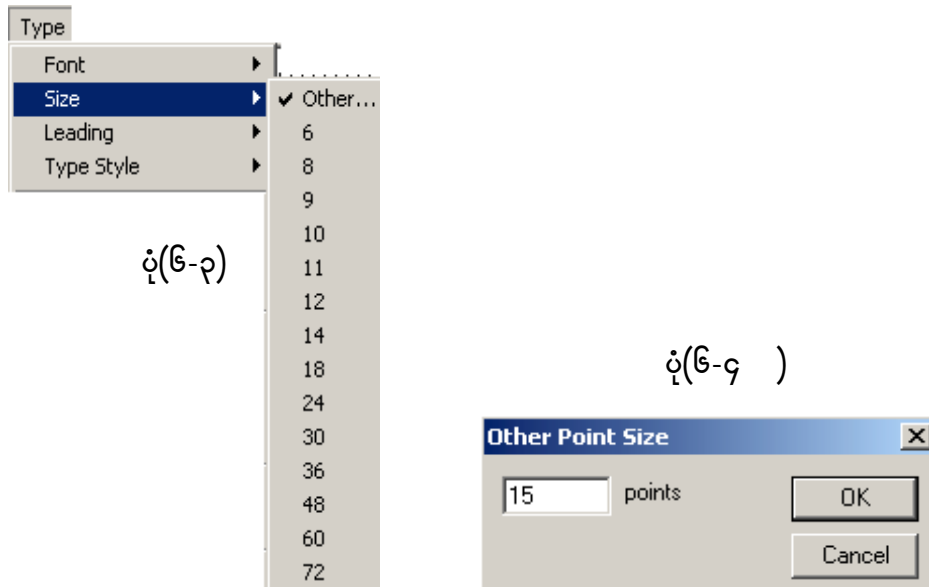 Type
Font
Size
Leading
Type Style
✔ Other...
6
8
9
10
11
12
14
18
24
30
36
48
60
72
ပုံ(၆-၃)
ပုံ(၆-၄ )
Other Point Size
15 points
OK
Cancel